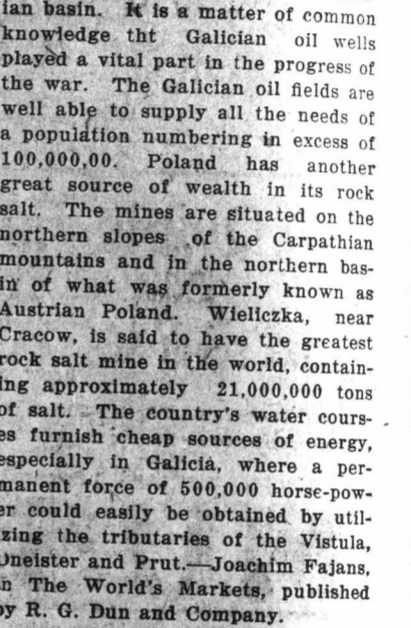 ian basin. It is a matter of common
knowledge tht Galician oil wells
played a vital part in the progress of
the war. The Galician oil fields are
well able to supply all the needs of
a population numbering in excess of
100,000,00. Poland has another
great source of wealth in its rock
salt. The mines are situated on the
northern slopes of the Carpathian
mountains and in the northern bas-
in of what was formerly known as
Austrian Poland. Wieliczka, near
Cracow, is said to have the greatest
rock salt mine in the world, contain-
ing approximately 21,000,000 tons
of salt. The country's water cours-
es furnish cheap sources of energy,
especially in Galicia, where a per-
manent force of 500,000 horse-pow-
er could easily be obtained by util-
zing the tributaries of the Vistula,
Dneister and Prut.—Joachim Fajans,
in The World's Markets, published
by R. G. Dun and Company.